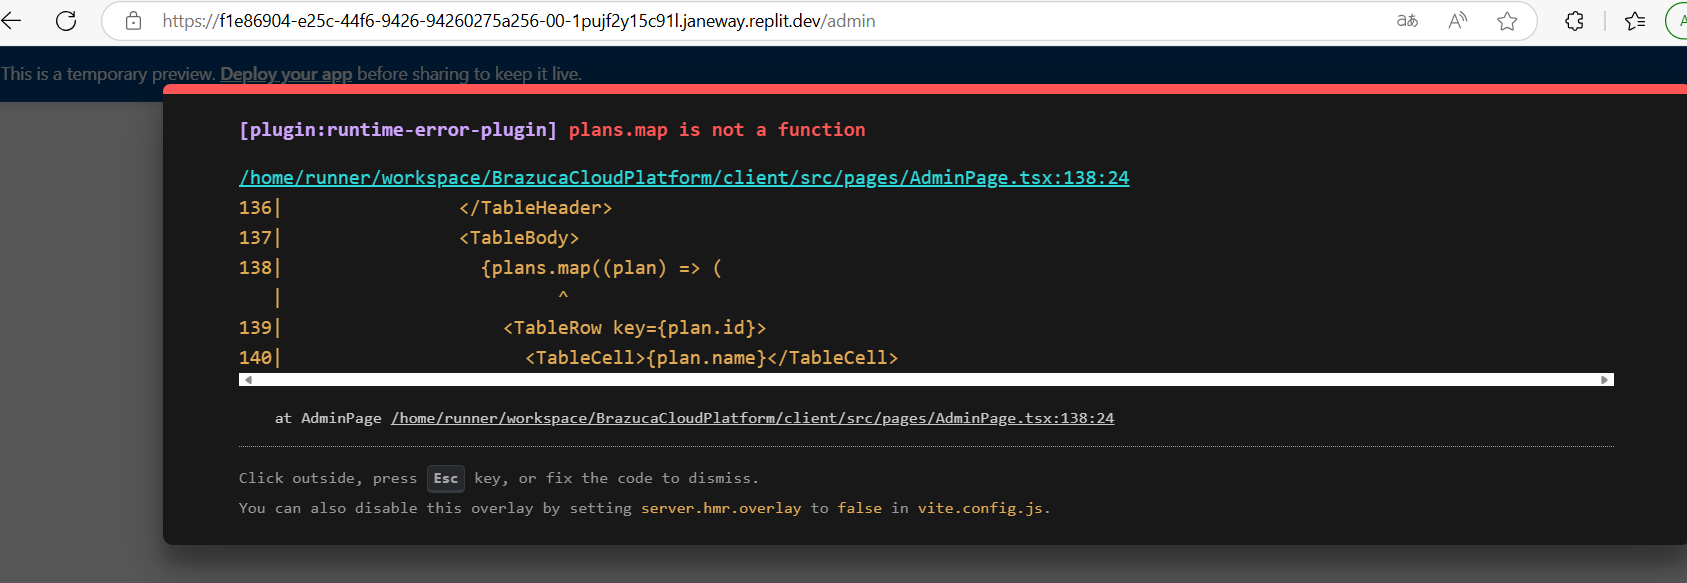 https://f1e86904-e25c-44f6-9426-94260275a256-00-1pujf2y15c91l.janeway.replit.dev/admin
aあ
A
This is a temporary preview. Deploy your app before sharing to keep it live.
[plugin:runtime-error-plugin] plans.map is not a function
/home/runner/workspace/BrazucaCloudPlatform/client/src/pages/AdminPage.tsx:138:24
136|                </TableHeader>
137|                <TableBody>
138|                  {plans.map((plan) => (
   |                         ^
139|                    <TableRow key={plan.id}>
140|                      <TableCell>{plan.name}</TableCell>
at AdminPage /home/runner/workspace/BrazucaCloudPlatform/client/src/pages/AdminPage.tsx:138:24
Click outside, press Esc key, or fix the code to dismiss.
You can also disable this overlay by setting server.hmr.overlay to false in vite.config.js.